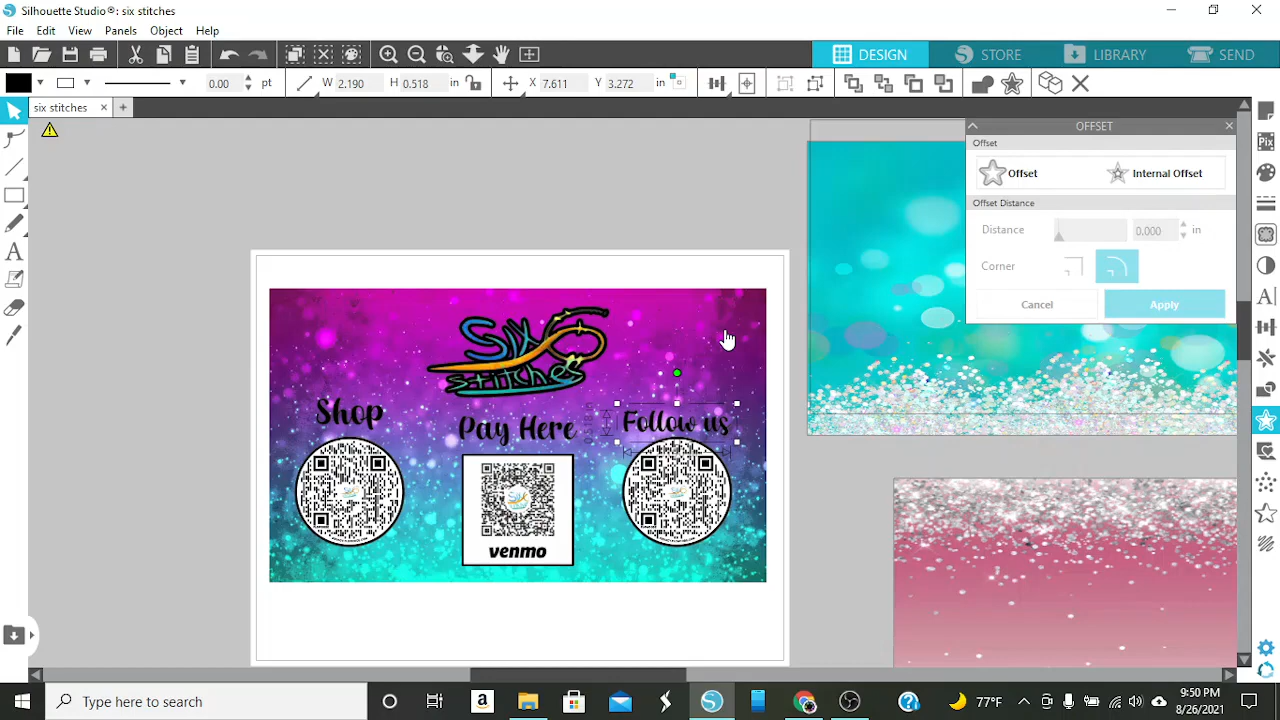 Silhouette Studio®: six stitches
File Edit View Panels Object Help
DESIGN STORE LIBRARY SEND
0.00 pt W 2.190 H 0.518 in X 7.611 Y 3.272 in
six stitches
OFFSET
Offset
Offset Internal Offset
Offset Distance
Distance 0.000 in
Corner
Cancel Apply
Six
stitches
Shop
Pay Here
Follow us
venmo
Type here to search
77°F
9:50 PM
8/26/2021